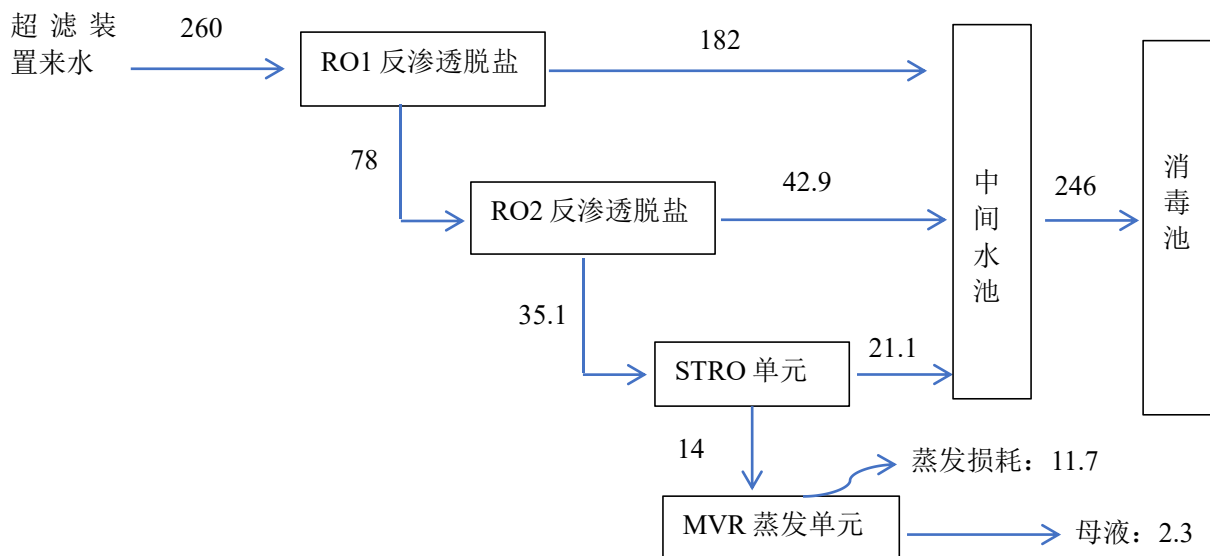 超滤装
置来水
260
RO1 反渗透脱盐
182
78
RO2 反渗透脱盐
42.9
35.1
STRO 单元
21.1
14
MVR 蒸发单元
蒸发损耗：11.7
母液：2.3
中
间
水
池
246
消
毒
池